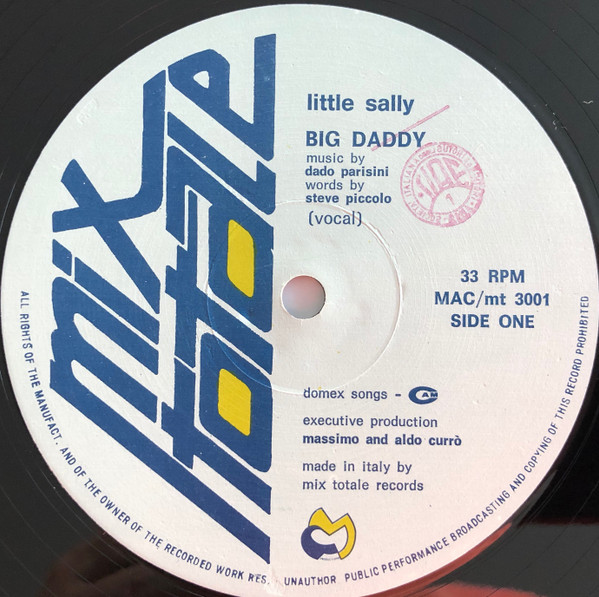 mix
totale
little sally
BIG DADDY
music by
dado parisini
words by
steve piccolo
(vocal)
33 RPM
MAC/mt 3001
SIDE ONE
domex songs - CAM
executive production
massimo and aldo currò
made in italy by
mix totale records
ALL RIGHTS OF THE MANUFACT. AND OF THE OWNER OF THE RECORDED WORK RES. UNAUTHOR. PUBLIC PERFORMANCE BROADCASTING AND COPYING OF THIS RECORD PROHIBITED